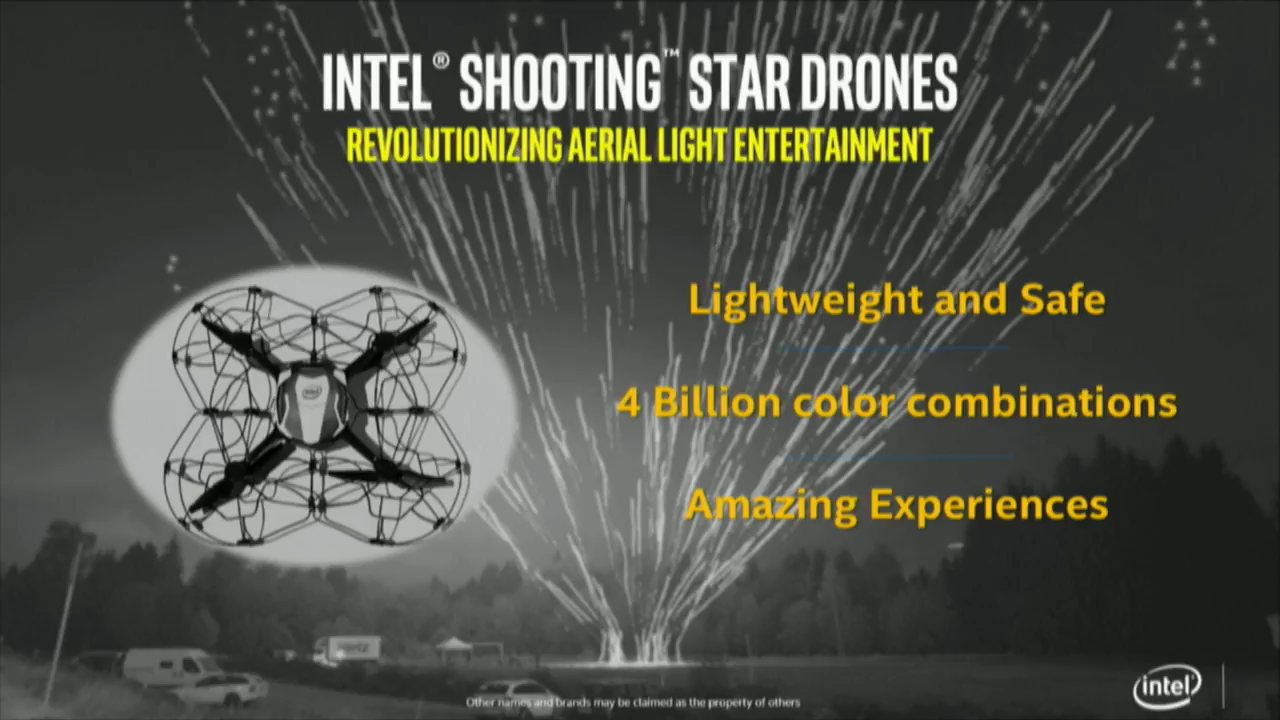 INTEL® SHOOTING™ STAR DRONES
REVOLUTIONIZING AERIAL LIGHT ENTERTAINMENT
Lightweight and Safe
4 Billion color combinations
Amazing Experiences
intel
Other names and brands may be claimed as the property of others
intel